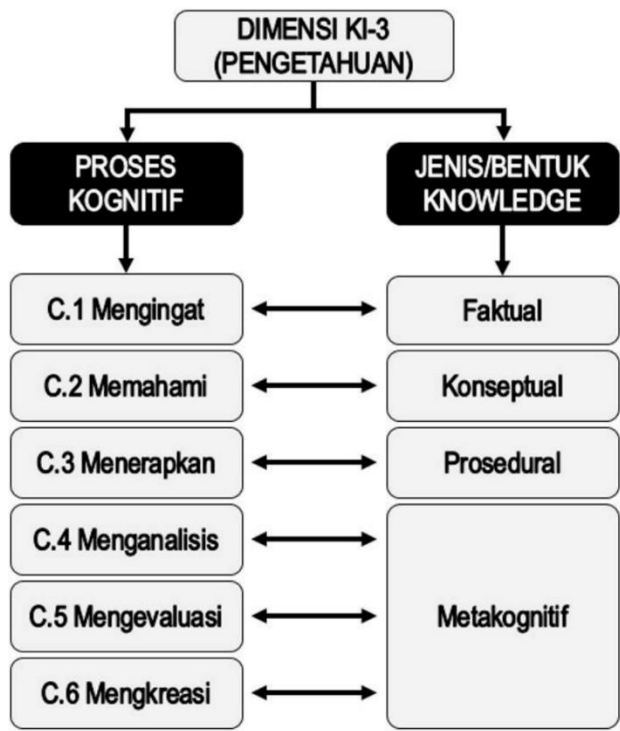 DIMENSI KI-3
(PENGETAHUAN)
PROSES
KOGNITIF
JENIS/BENTUK
KNOWLEDGE
C.1 Mengingat
Faktual
C.2 Memahami
Konseptual
C.3 Menerapkan
Prosedural
C.4 Menganalisis
C.5 Mengevaluasi
Metakognitif
C.6 Mengkreasi